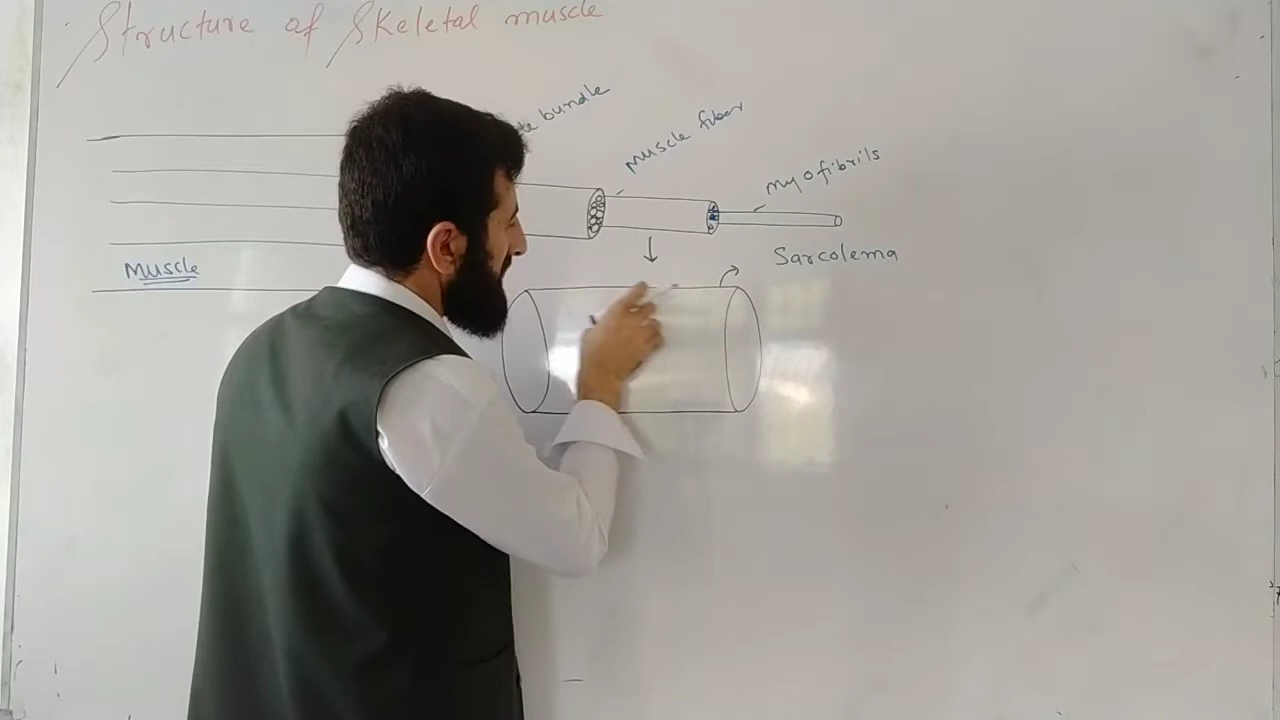 Structure of Skeletal muscle
bundle
muscle fiber
myofibrils
Sarcolema
Muscle